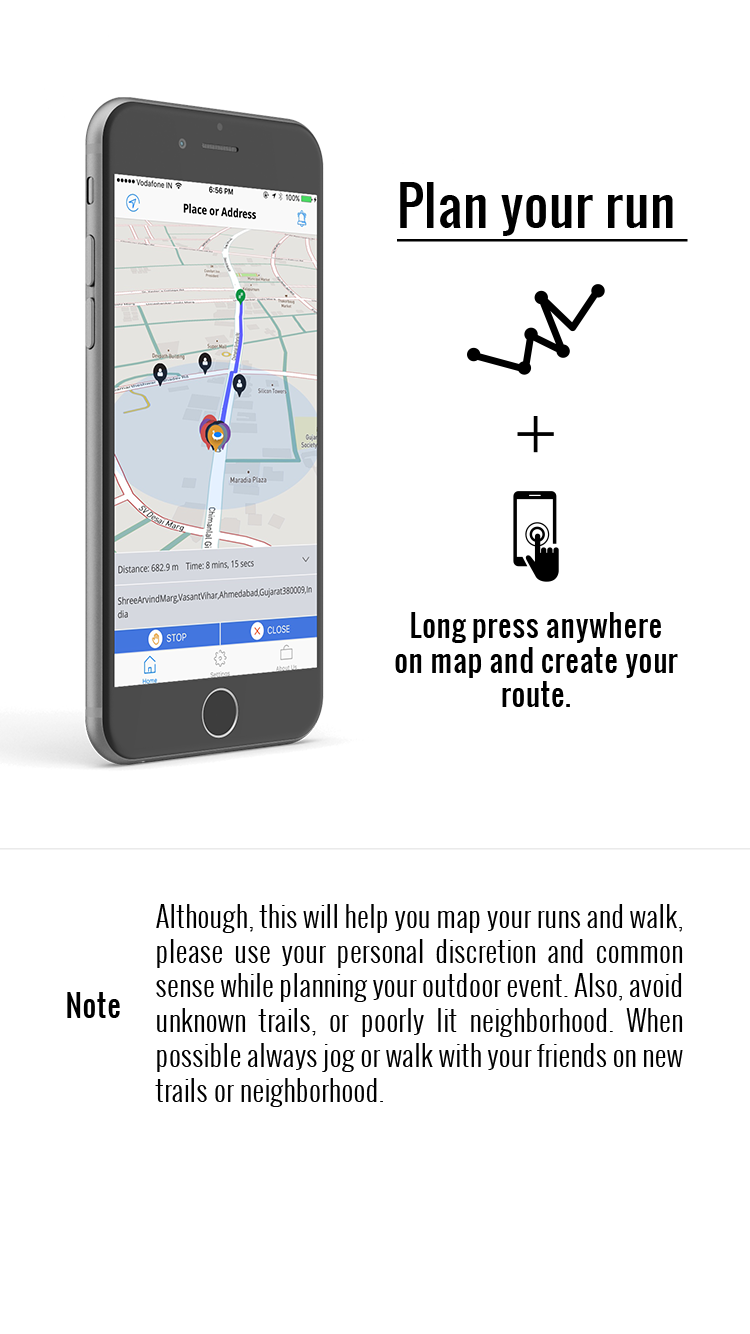 Vodafone IN
6:56 PM
100%
Place or Address
Silicon Towers
Maradia Plaza
SV Desai Marg
Chimanlal Gi
Distance: 682.9 m Time: 8 mins, 15 secs
ShreeArvindMarg,VasantVihar,Ahmedabad,Gujarat380009,In
dia
STOP
CLOSE
Home
Settings
About Us
Plan your run
Long press anywhere
on map and create your
route.
Note
Although, this will help you map your runs and walk,
please use your personal discretion and common
sense while planning your outdoor event. Also, avoid
unknown trails, or poorly lit neighborhood. When
possible always jog or walk with your friends on new
trails or neighborhood.